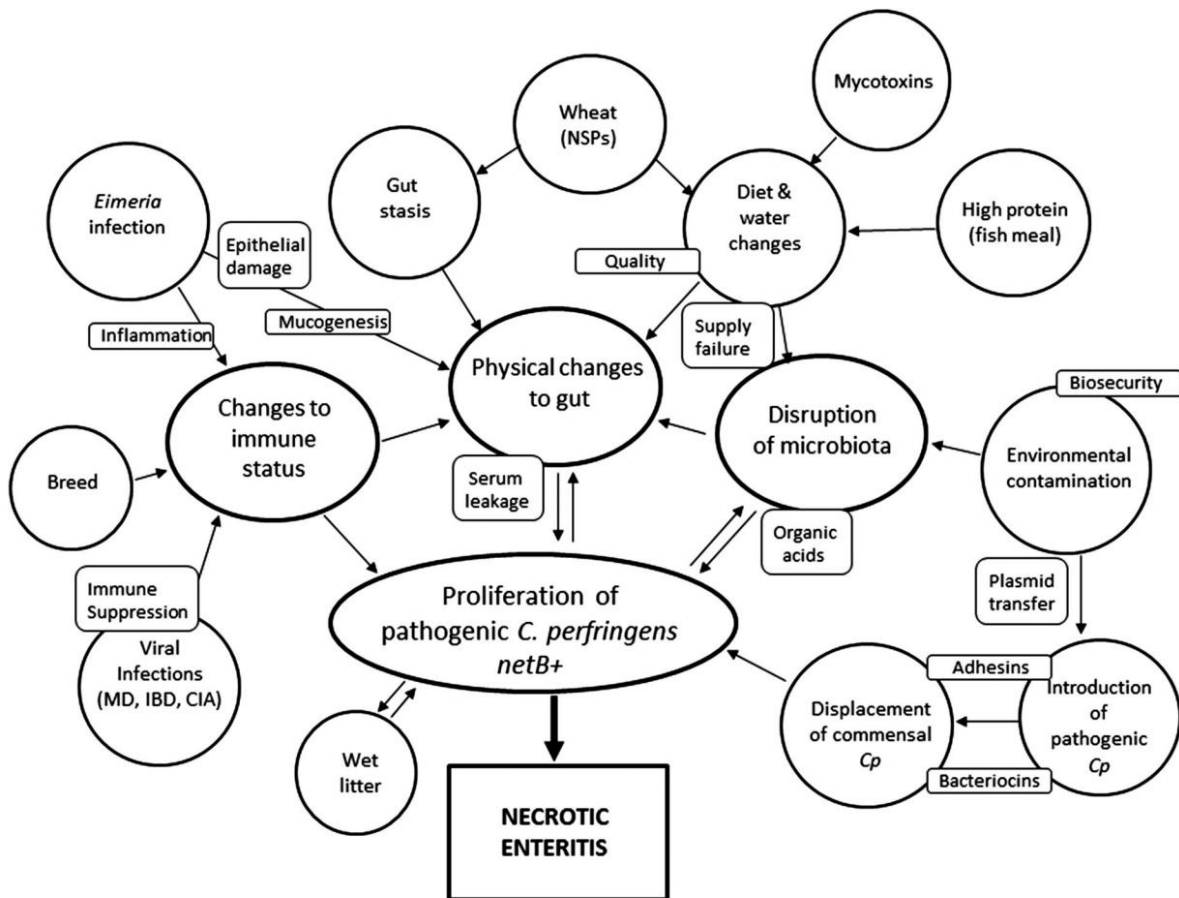 Mycotoxins
Wheat
(NSPs)
Gut
stasis
Diet &
water
changes
High protein
(fish meal)
Eimeria
infection
Epithelial
damage
Quality
Mucogenesis
Inflammation
Supply
failure
Physical changes
to gut
Biosecurity
Changes to
immune
status
Disruption
of microbiota
Environmental
contamination
Breed
Serum
leakage
Organic
acids
Immune
Suppression
Plasmid
transfer
Proliferation of
pathogenic C. perfringens
netB+
Viral
Infections
(MD, IBD, CIA)
Adhesins
Displacement
of commensal
Cp
Introduction
of
pathogenic
Cp
Bacteriocins
Wet
litter
NECROTIC
ENTERITIS